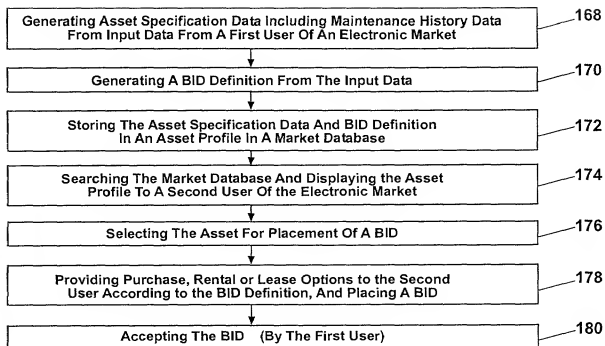 Generating Asset Specification Data Including Maintenance History Data
From Input Data From A First User Of An Electronic Market
168
Generating A BID Definition From The Input Data
170
Storing The Asset Specification Data And BID Definition
In An Asset Profile In A Market Database
172
Searching The Market Database And Displaying the Asset
Profile To A Second User Of the Electronic Market
174
Selecting The Asset For Placement Of A BID
176
Providing Purchase, Rental or Lease Options to the Second
User According to the BID Definition, And Placing A BID
178
Accepting The BID (By The First User)
180